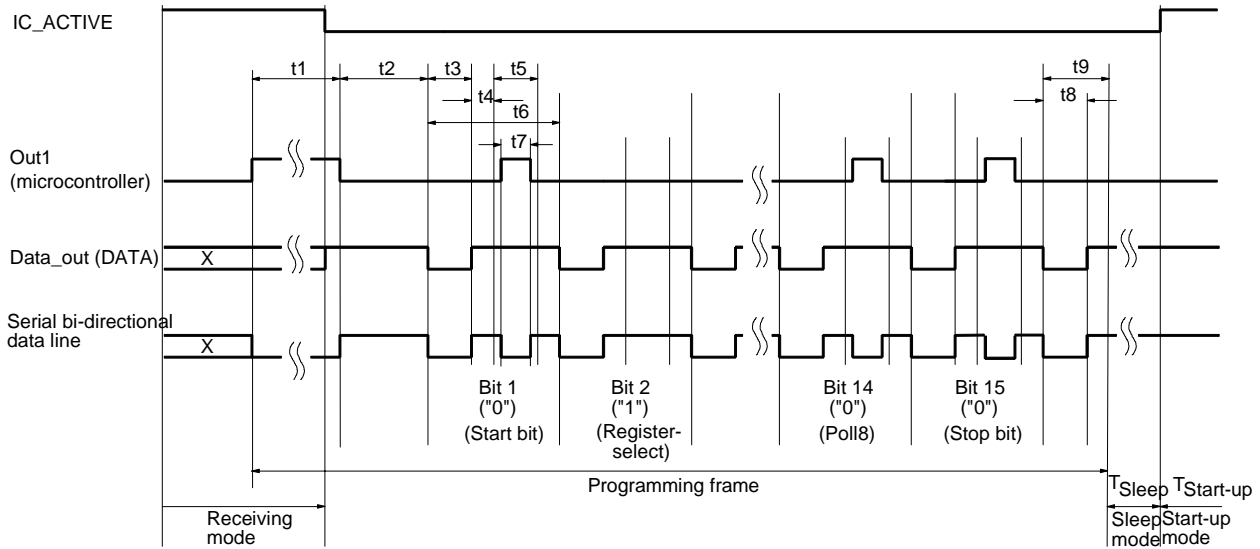 IC_ACTIVE
t1
t2
t3
t5
t9
t4
t6
t8
t7
Out1
(microcontroller)
Data_out (DATA)
X
Serial bi-directional
data line
X
Bit 1
("0")
(Start bit)
Bit 2
("1")
(Register-
select)
Bit 14
("0")
(Poll8)
Bit 15
("0")
(Stop bit)
Programming frame
TSleep
TStart-up
Receiving
mode
Sleep
mode
Start-up
mode